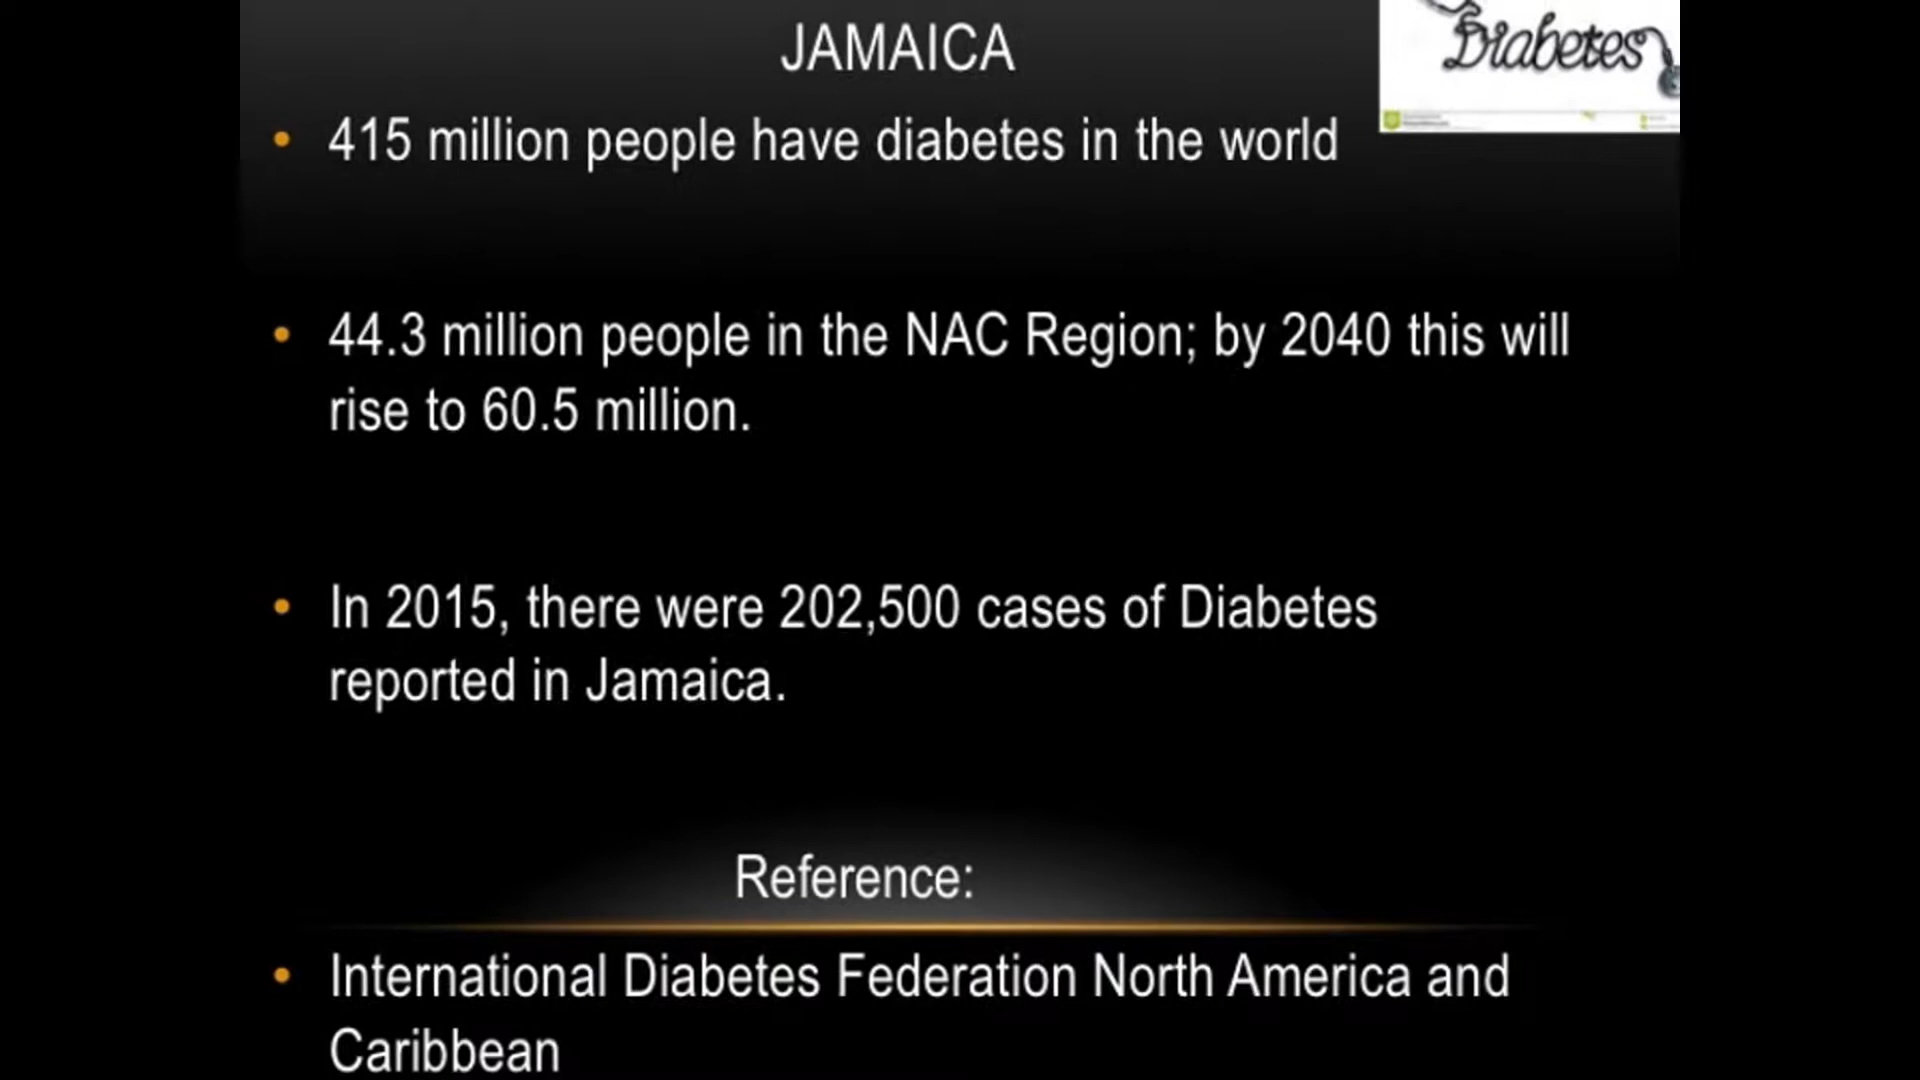 JAMAICA
Diabetes
• 415 million people have diabetes in the world
• 44.3 million people in the NAC Region; by 2040 this will
rise to 60.5 million.
• In 2015, there were 202,500 cases of Diabetes
reported in Jamaica.
Reference:
• International Diabetes Federation North America and
Caribbean